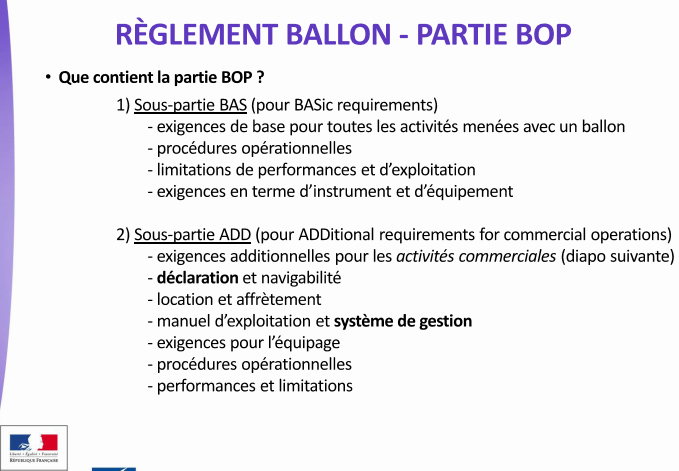 RÈGLEMENT BALLON - PARTIE BOP
• Que contient la partie BOP ?
1) Sous-partie BAS (pour BASic requirements)
- exigences de base pour toutes les activités menées avec un ballon
- procédures opérationnelles
- limitations de performances et d’exploitation
- exigences en terme d’instrument et d’équipement
2) Sous-partie ADD (pour ADDitional requirements for commercial operations)
- exigences additionnelles pour les activités commerciales (diapo suivante)
- déclaration et navigabilité
- location et affrètement
- manuel d’exploitation et système de gestion
- exigences pour l’équipage
- procédures opérationnelles
- performances et limitations
Liberté • Égalité • Fraternité
RÉPUBLIQUE FRANÇAISE